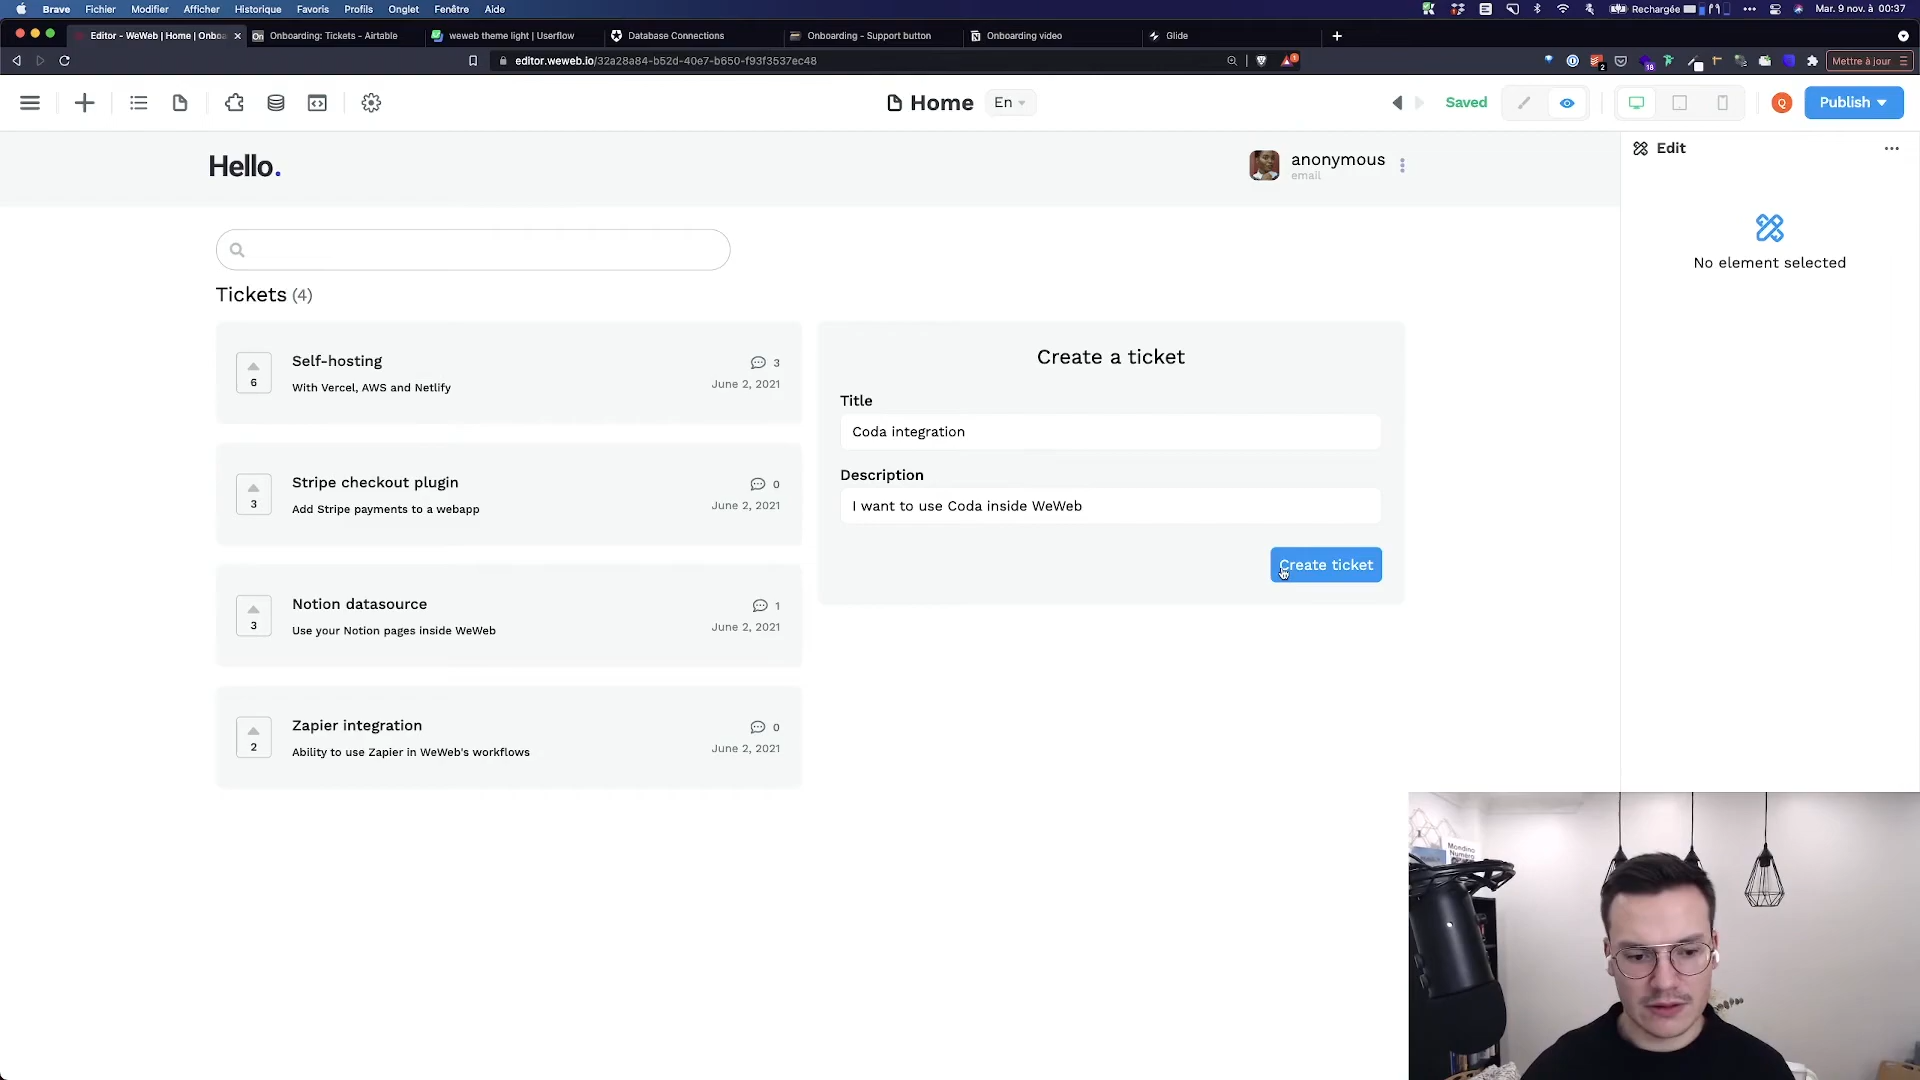 Brave Fichier Modifier Afficher Historique Favoris Profils Onglet Fenêtre Aide Rechargée Mar. 9 nov. à 00:37
Editor - WeWeb | Home | Onbo Onboarding: Tickets - Airtable weweb theme light | Userflow Database Connections Onboarding - Support button Onboarding video Glide
editor.weweb.io/32a28a84-b52d-40e7-b650-f93f3537ec48 Mettre à jour
Home En Saved Q Publish
Hello.
anonymous
email
Edit
No element selected
Tickets (4)
Self-hosting 3
6 With Vercel, AWS and Netlify June 2, 2021
Stripe checkout plugin 0
3 Add Stripe payments to a webapp June 2, 2021
Notion datasource 1
3 Use your Notion pages inside WeWeb June 2, 2021
Zapier integration 0
2 Ability to use Zapier in WeWeb's workflows June 2, 2021
Create a ticket
Title
Coda integration
Description
I want to use Coda inside WeWeb
Create ticket
Mondino
Numéro